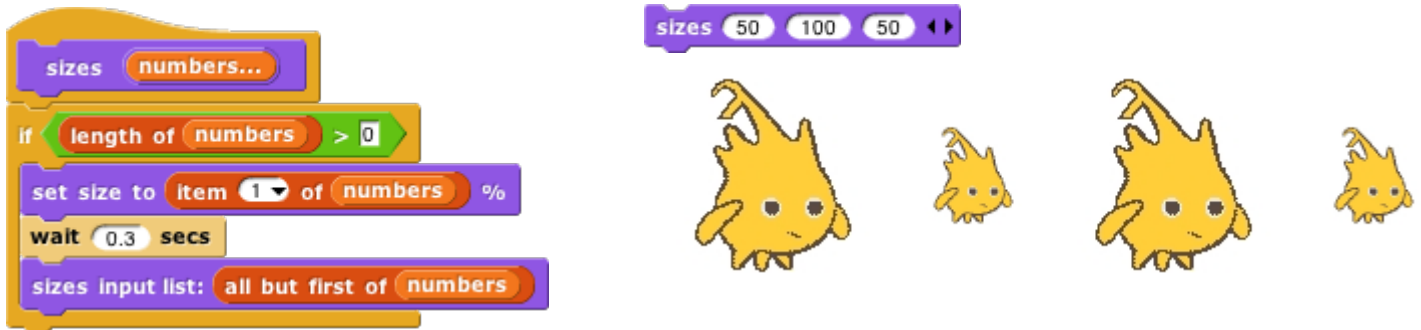 sizes numbers...
if length of numbers > 0
set size to item 1 of numbers %
wait 0.3 secs
sizes input list: all but first of numbers
sizes 50 100 50